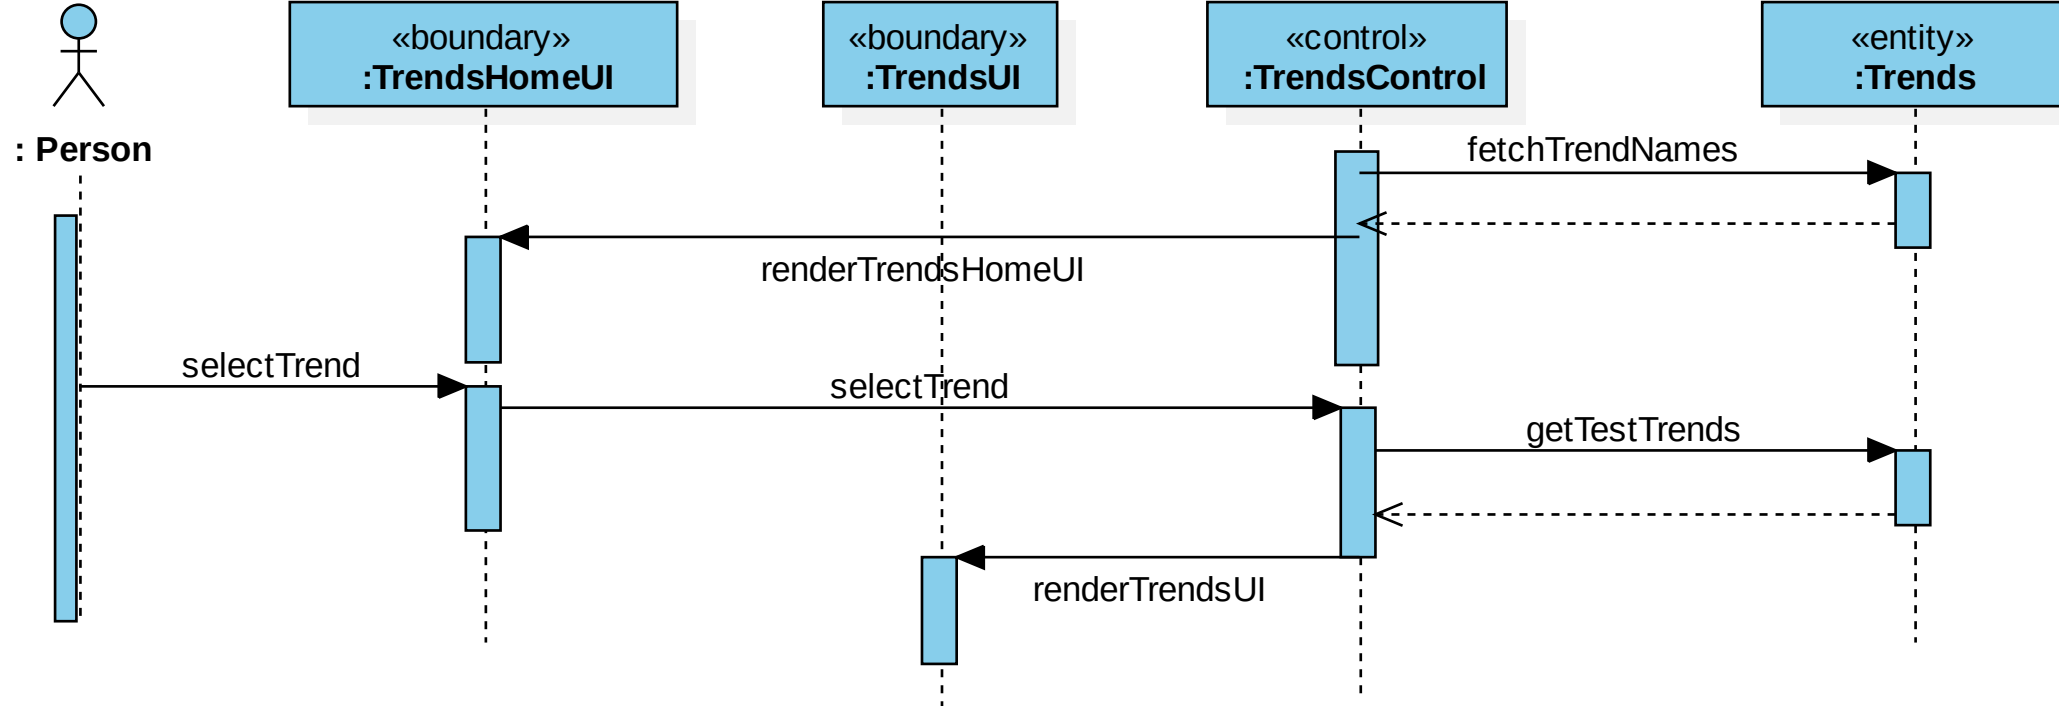 «boundary»
:TrendsHomeUI
«boundary»
:TrendsUI
«control»
:TrendsControl
«entity»
:Trends
: Person
fetchTrendNames
renderTrendsHomeUI
selectTrend
selectTrend
getTestTrends
renderTrendsUI